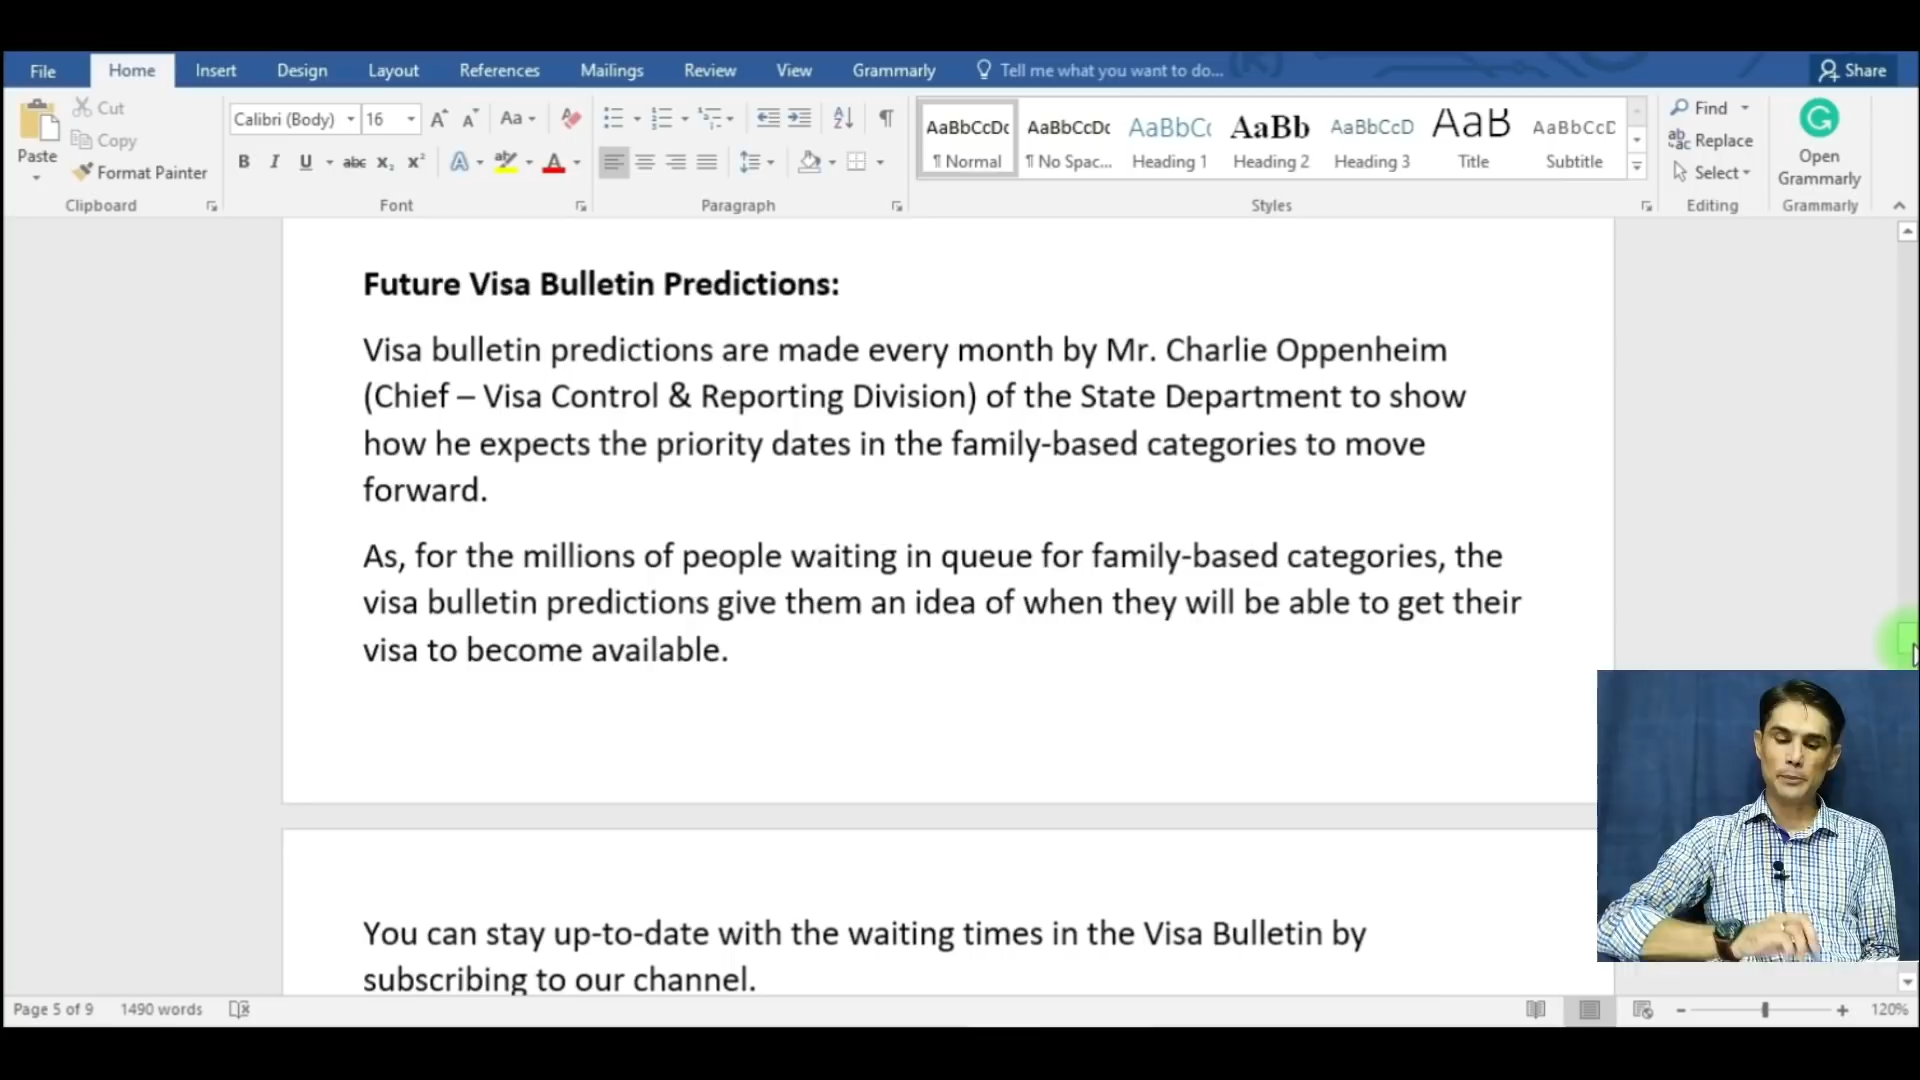 File Home Insert Design Layout References Mailings Review View Grammarly Tell me what you want to do... Share
Paste Cut Copy Format Painter
Clipboard
Calibri (Body) 16 Aa
B I U abc x₂ x²
Font
Paragraph
AaBbCcDc AaBbCcDc AaBbC( AaBb AaBbCcD AaB AaBbCcD
¶ Normal ¶ No Spac... Heading 1 Heading 2 Heading 3 Title Subtitle
Styles
Find
Replace
Select
Editing
Open
Grammarly
Grammarly
Future Visa Bulletin Predictions:
Visa bulletin predictions are made every month by Mr. Charlie Oppenheim
(Chief – Visa Control & Reporting Division) of the State Department to show
how he expects the priority dates in the family-based categories to move
forward.
As, for the millions of people waiting in queue for family-based categories, the
visa bulletin predictions give them an idea of when they will be able to get their
visa to become available.
You can stay up-to-date with the waiting times in the Visa Bulletin by
subscribing to our channel.
Page 5 of 9 1490 words 120%